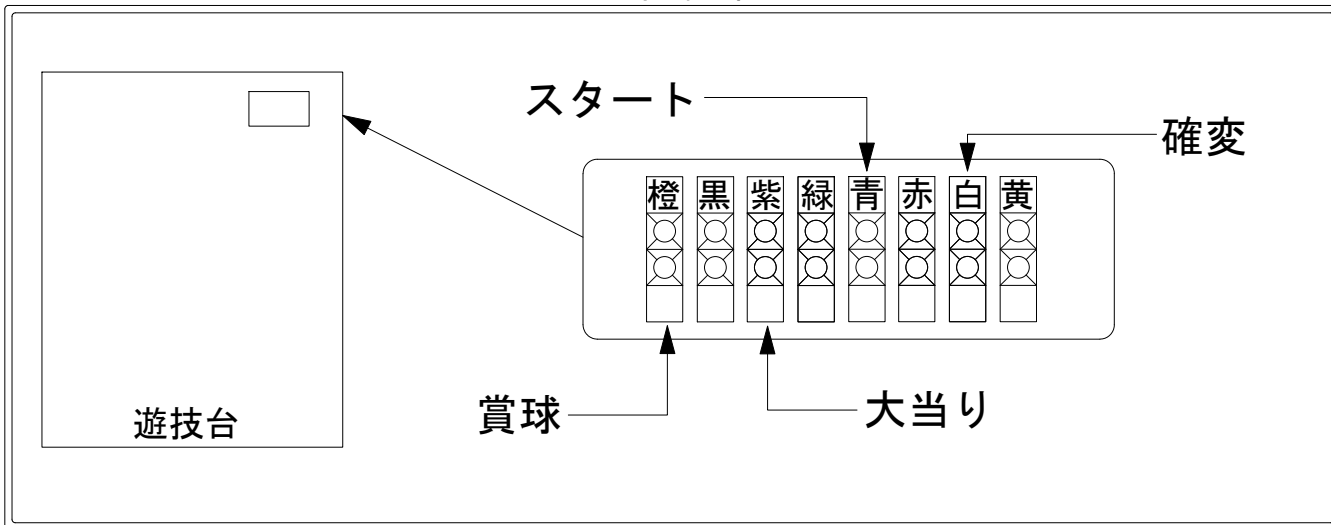 スタート
確変
橙 黒 紫 緑 青 赤 白 黄
賞球
大当り
遊技台